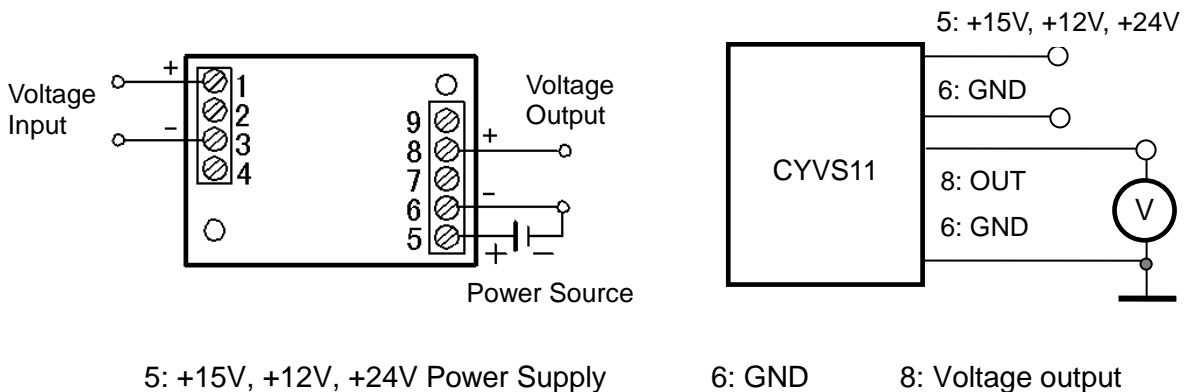 Voltage
Input
+
-
1
2
3
4
9
8
7
6
5
+
-
+ -
Voltage
Output
Power Source
CYVS11
5: +15V, +12V, +24V
6: GND
8: OUT
6: GND
V
5: +15V, +12V, +24V Power Supply 6: GND 8: Voltage output